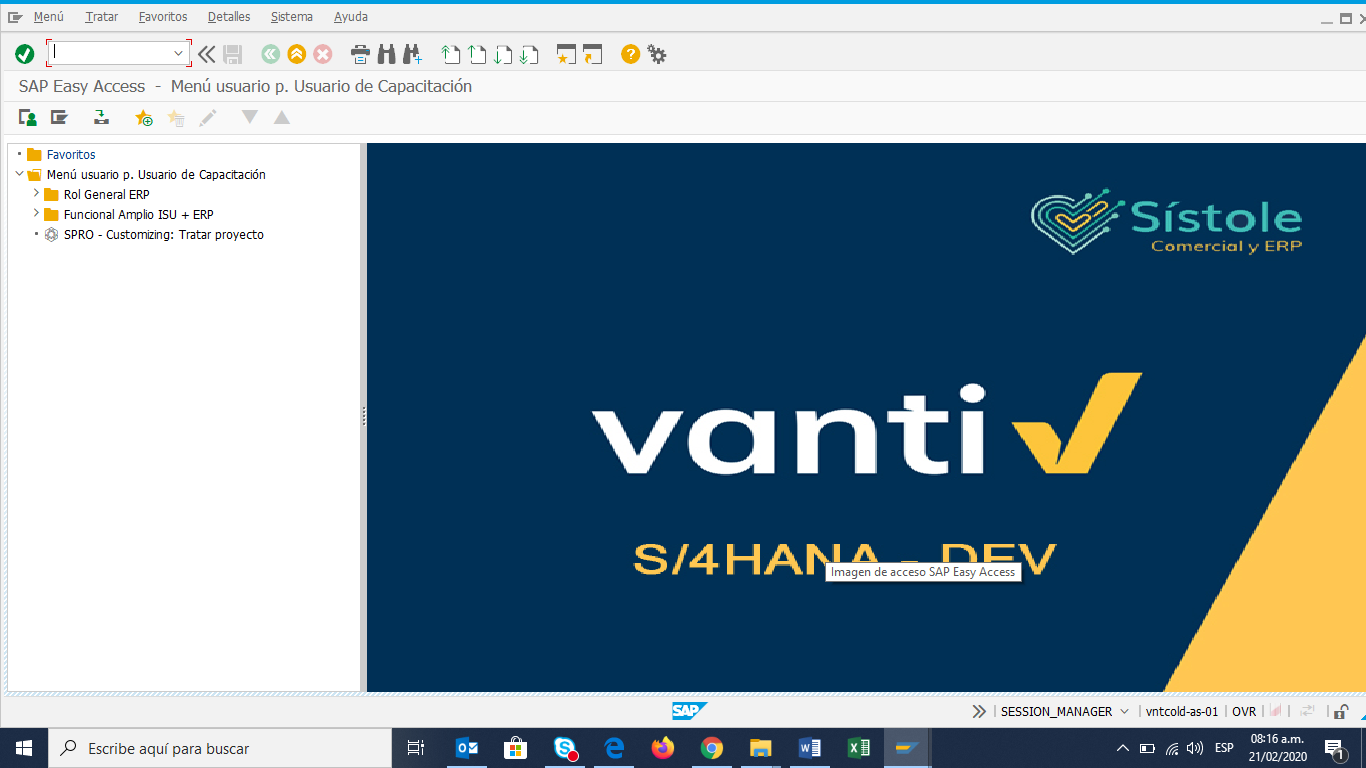 Menú Tratar Favoritos Detalles Sistema Ayuda
SAP Easy Access - Menú usuario p. Usuario de Capacitación
Favoritos
Menú usuario p. Usuario de Capacitación
Rol General ERP
Funcional Amplio ISU + ERP
SPRO - Customizing: Tratar proyecto
Sístole
Comercial y ERP
vanti
S/4HANA - DEV
Imagen de acceso SAP Easy Access
SAP
SESSION_MANAGER vntcold-as-01 OVR
Escribe aquí para buscar
ESP
08:16 a.m.
21/02/2020
1